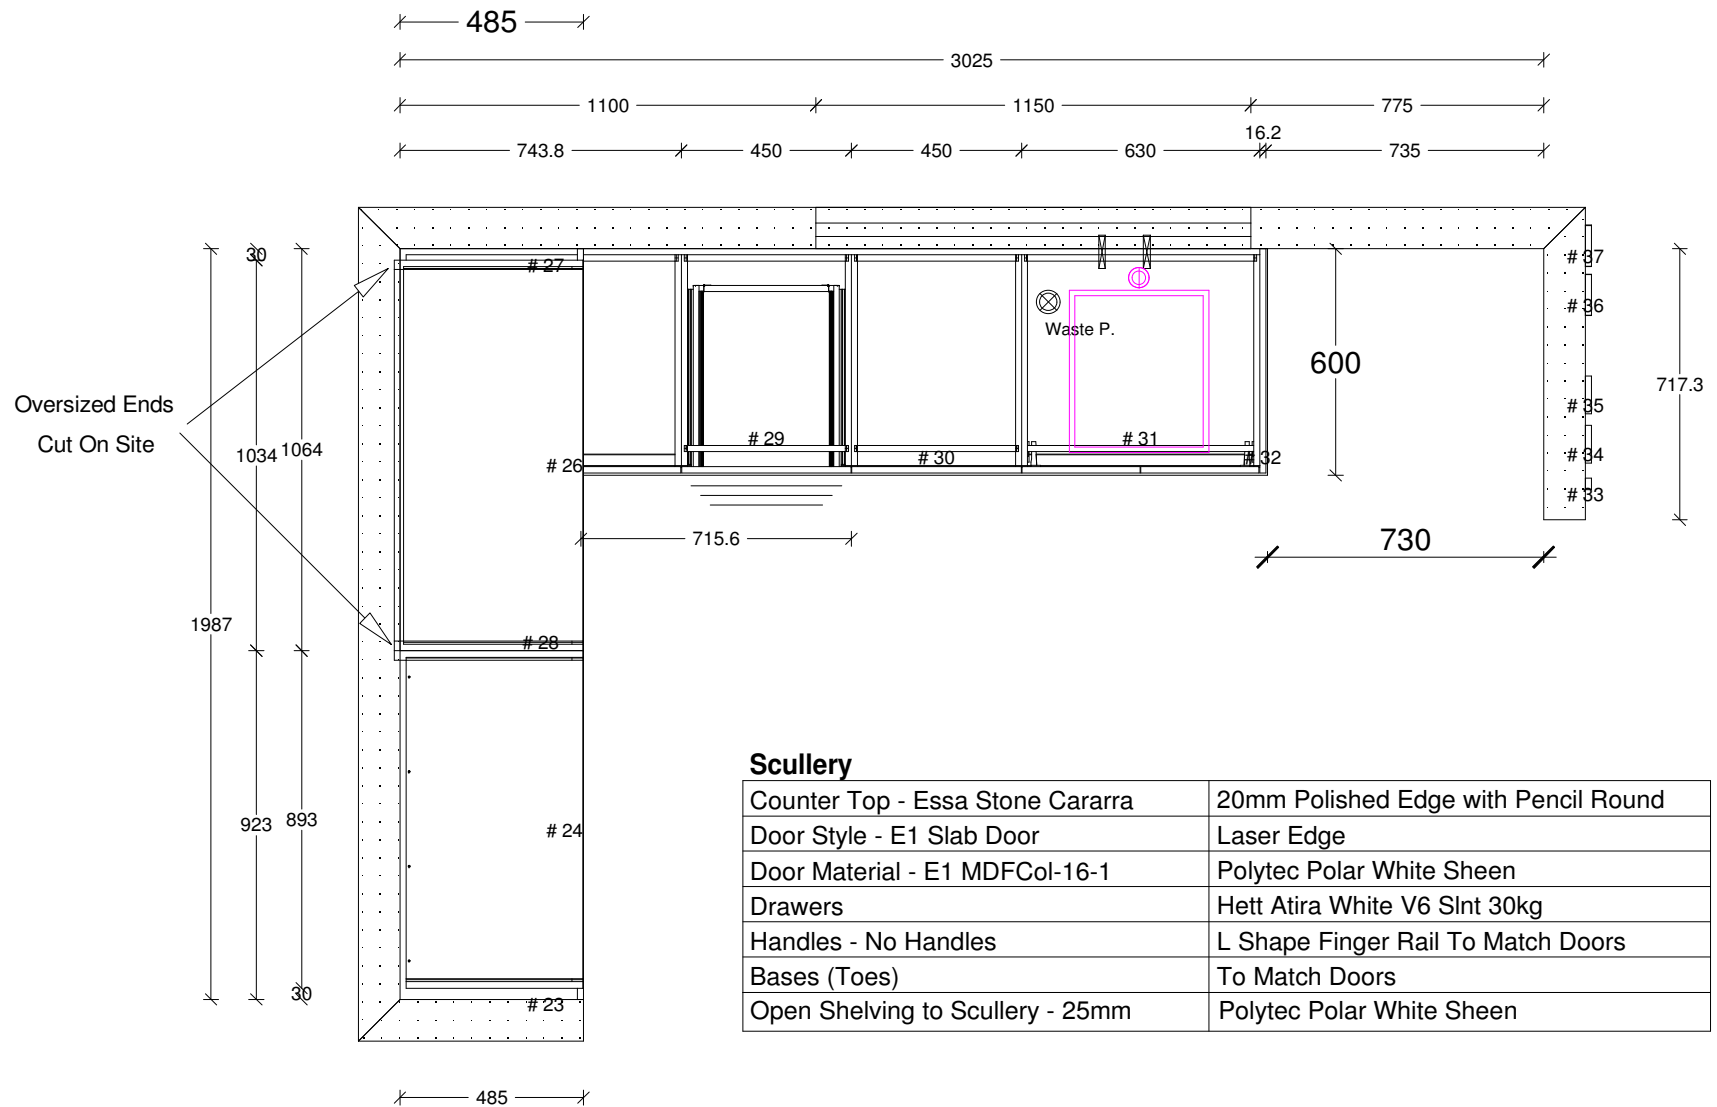 485
3025
1100 1150 775
16.2
743.8 450 450 630 735
30 # 27 # 37
# 36
Waste P.
600
717.3
Oversized Ends
Cut On Site
# 35
1034 1064 # 26 # 29 # 30 # 31 # 32 # 34
# 33
715.6 730
1987
# 28
Scullery
Counter Top - Essa Stone Cararra 20mm Polished Edge with Pencil Round
Door Style - E1 Slab Door Laser Edge
923 893 # 24
Door Material - E1 MDFCol-16-1 Polytec Polar White Sheen
Drawers Hett Atira White V6 Slnt 30kg
Handles - No Handles L Shape Finger Rail To Match Doors
Bases (Toes) To Match Doors
30 # 23
Open Shelving to Scullery - 25mm Polytec Polar White Sheen
485